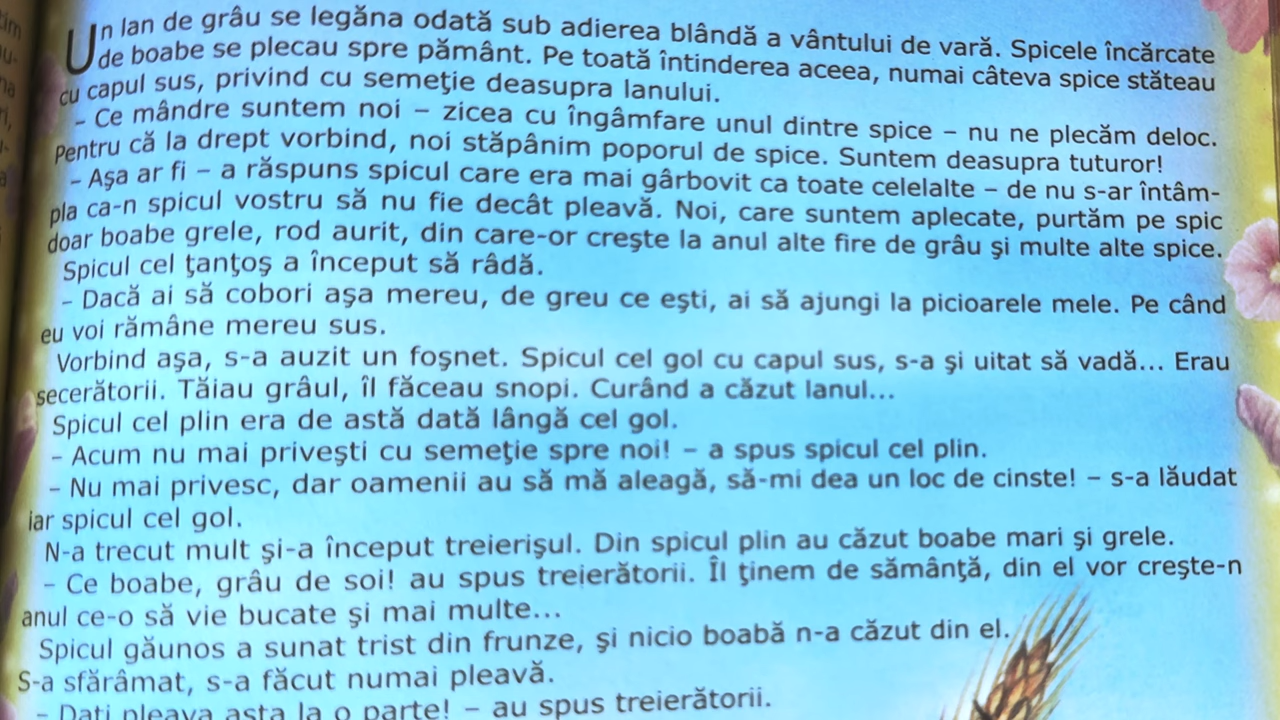 Un lan de grâu se legăna odată sub adierea blândă a vântului de vară. Spicele încărcate
de boabe se plecau spre pământ. Pe toată întinderea aceea, numai câteva spice stăteau
cu capul sus, privind cu semeţie deasupra lanului.
– Ce mândre suntem noi – zicea cu îngâmfare unul dintre spice – nu ne plecăm deloc.
Pentru că la drept vorbind, noi stăpânim poporul de spice. Suntem deasupra tuturor!
– Aşa ar fi – a răspuns spicul care era mai gârbovit ca toate celelalte – de nu s-ar întâm-
pla ca-n spicul vostru să nu fie decât pleavă. Noi, care suntem aplecate, purtăm pe spic
doar boabe grele, rod aurit, din care-or creşte la anul alte fire de grâu şi multe alte spice.
Spicul cel ţanţoş a început să râdă.
– Dacă ai să cobori aşa mereu, de greu ce eşti, ai să ajungi la picioarele mele. Pe când
eu voi rămâne mereu sus.
Vorbind aşa, s-a auzit un foşnet. Spicul cel gol cu capul sus, s-a şi uitat să vadă... Erau
secerătorii. Tăiau grâul, îl făceau snopi. Curând a căzut lanul...
Spicul cel plin era de astă dată lângă cel gol.
– Acum nu mai priveşti cu semeţie spre noi! – a spus spicul cel plin.
– Nu mai privesc, dar oamenii au să mă aleagă, să-mi dea un loc de cinste! – s-a lăudat
iar spicul cel gol.
N-a trecut mult şi-a început treierişul. Din spicul plin au căzut boabe mari şi grele.
– Ce boabe, grâu de soi! au spus treierătorii. Îl ţinem de sământă, din el vor creşte-n
anul ce-o să vie bucate şi mai multe...
Spicul găunos a sunat trist din frunze, şi nicio boabă n-a căzut din el.
S-a sfărâmat, s-a făcut numai pleavă.
– Daţi pleava asta la o parte! – au spus treierătorii.